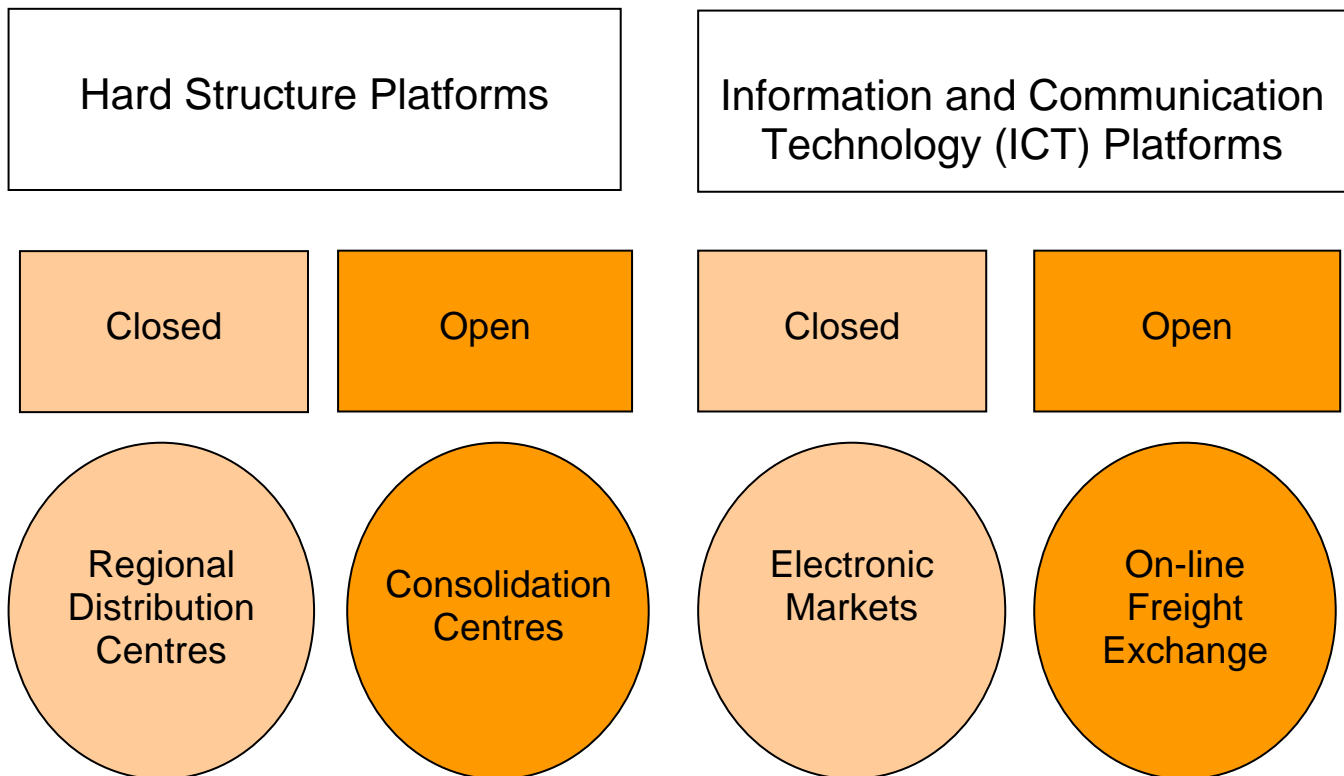 Hard Structure Platforms
Information and Communication
Technology (ICT) Platforms
Closed
Open
Closed
Open
Regional
Distribution
Centres
Consolidation
Centres
Electronic
Markets
On-line
Freight
Exchange